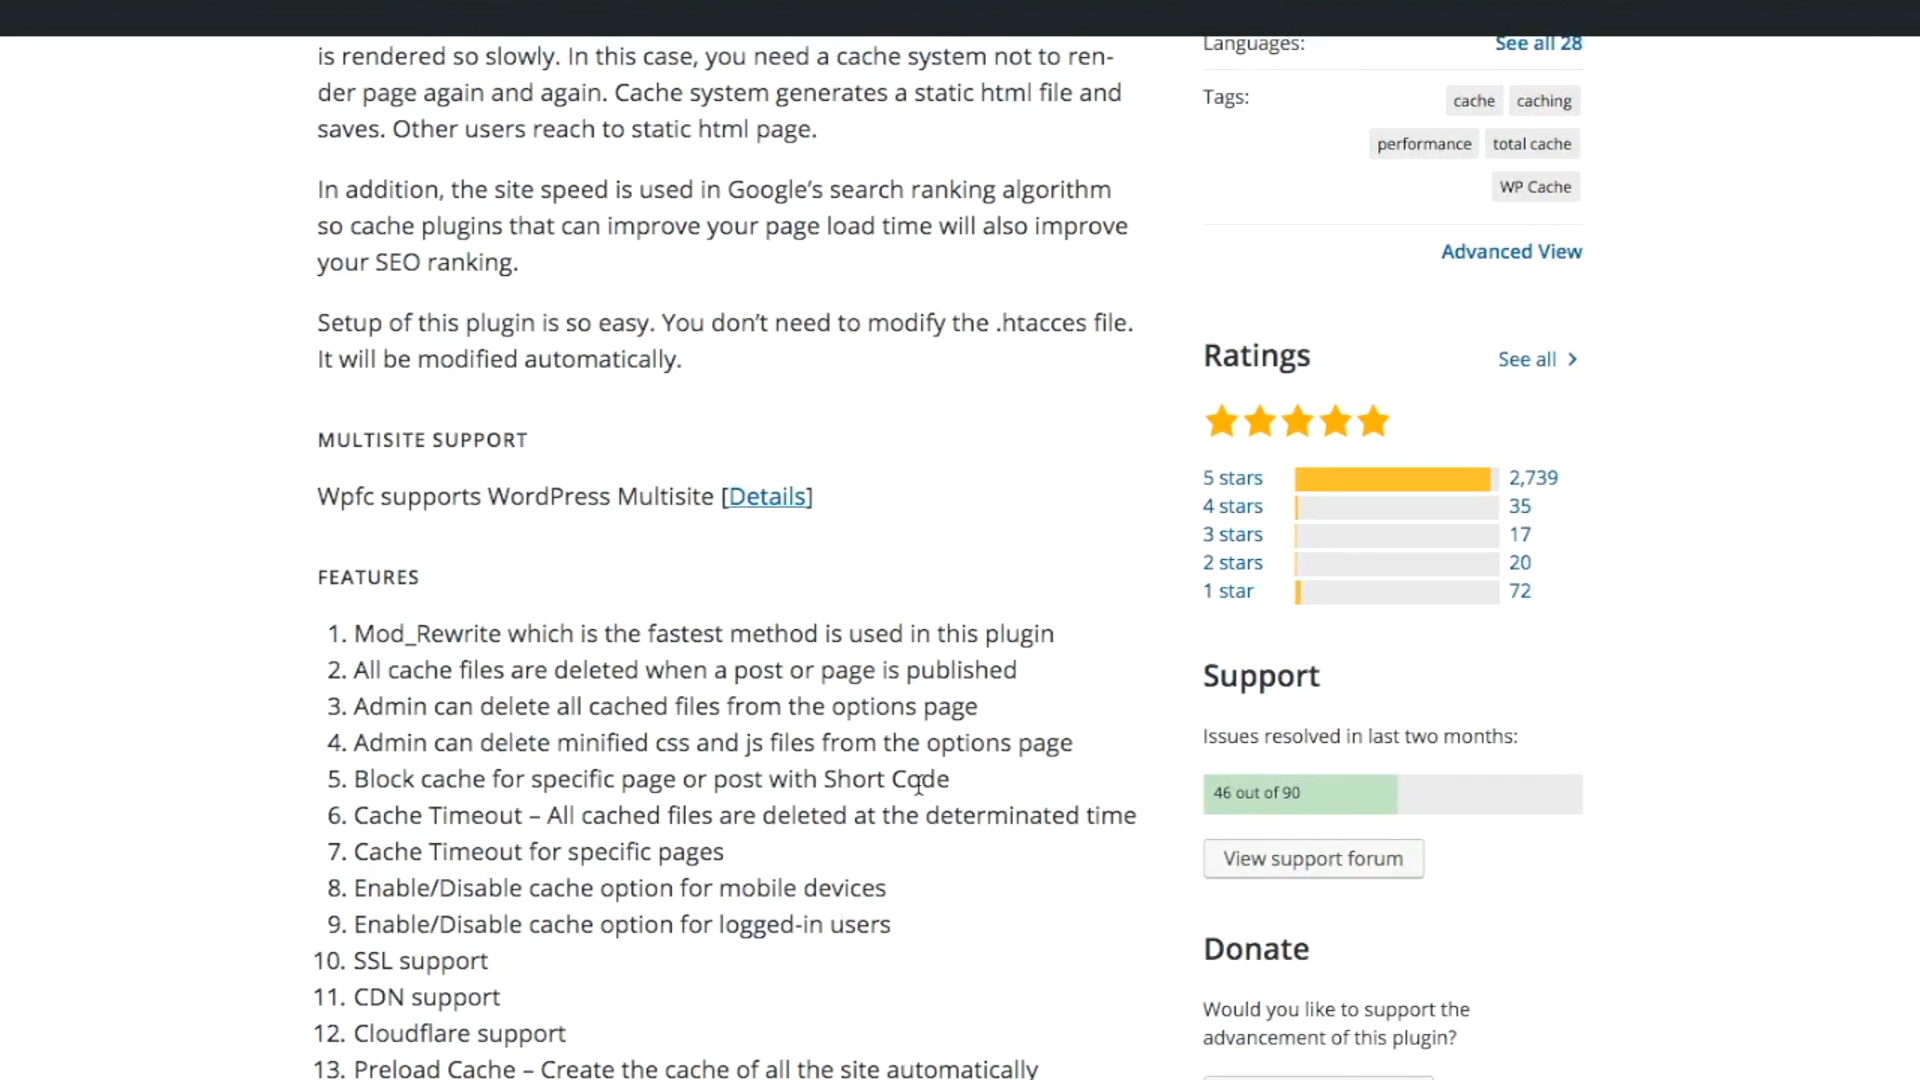 is rendered so slowly. In this case, you need a cache system not to ren-
der page again and again. Cache system generates a static html file and
saves. Other users reach to static html page.
In addition, the site speed is used in Google’s search ranking algorithm
so cache plugins that can improve your page load time will also improve
your SEO ranking.
Setup of this plugin is so easy. You don’t need to modify the .htacces file.
It will be modified automatically.
MULTISITE SUPPORT
Wpfc supports WordPress Multisite [Details]
FEATURES
1. Mod_Rewrite which is the fastest method is used in this plugin
2. All cache files are deleted when a post or page is published
3. Admin can delete all cached files from the options page
4. Admin can delete minified css and js files from the options page
5. Block cache for specific page or post with Short Code
6. Cache Timeout – All cached files are deleted at the determinated time
7. Cache Timeout for specific pages
8. Enable/Disable cache option for mobile devices
9. Enable/Disable cache option for logged-in users
10. SSL support
11. CDN support
12. Cloudflare support
13. Preload Cache – Create the cache of all the site automatically
Languages: See all 28
Tags: cache caching
performance total cache
WP Cache
Advanced View
Ratings See all
5 stars 2,739
4 stars 35
3 stars 17
2 stars 20
1 star 72
Support
Issues resolved in last two months:
46 out of 90
View support forum
Donate
Would you like to support the
advancement of this plugin?